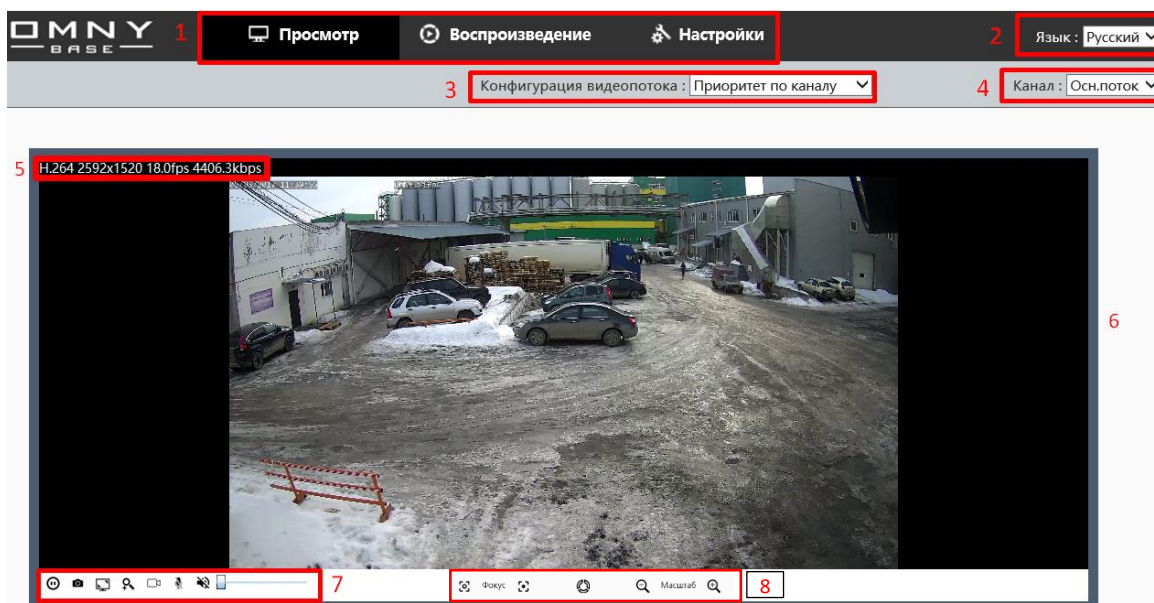 OMNY
BASE
1
Просмотр
Воспроизведение
Настройки
2
Язык : Русский
3
Конфигурация видеопотока : Приоритет по каналу
4
Канал : Осн.поток
5
H.264 2592x1520 18.0fps 4406.3kbps
6
7
Фокус
Масштаб
8